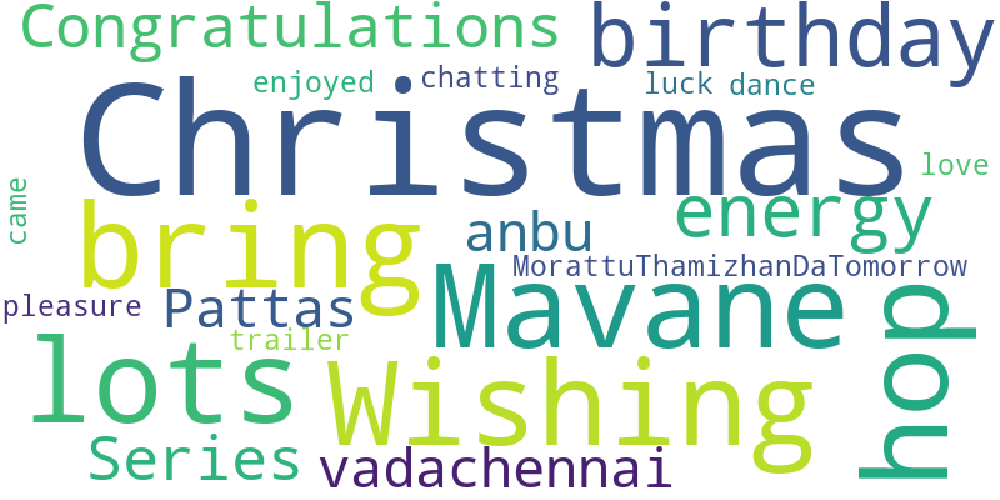 Congratulations
birthday
enjoyed
chatting
luck
dance
Christmas
love
came
bring
anbu
energy
MorattuThamizhanDaTomorrow
pleasure
Pattas
Mavane
hop
trailer
lots
Wishing
Series
vadachennai